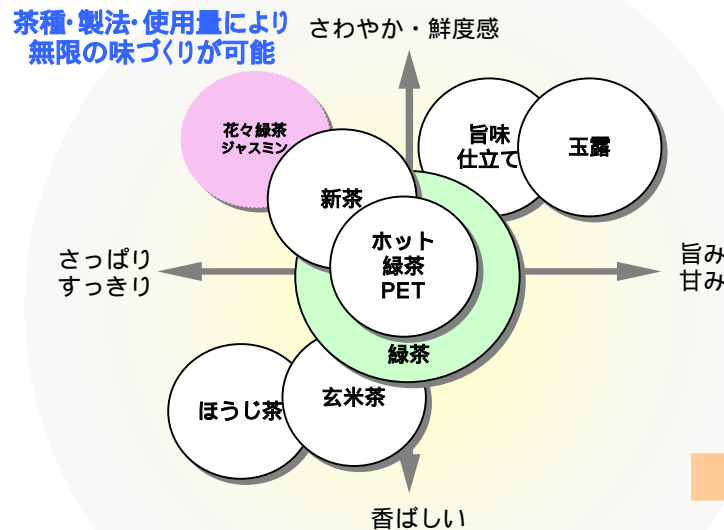 茶種・製法・使用量により
無限の味づくりが可能
さわやか・鮮度感
花々緑茶
ジャスミン
旨味
仕立て
玉露
新茶
ホット
緑茶
PET
さっぱり
すっきり
旨み
甘み
緑茶
ほうじ茶
玄米茶
香ばしい